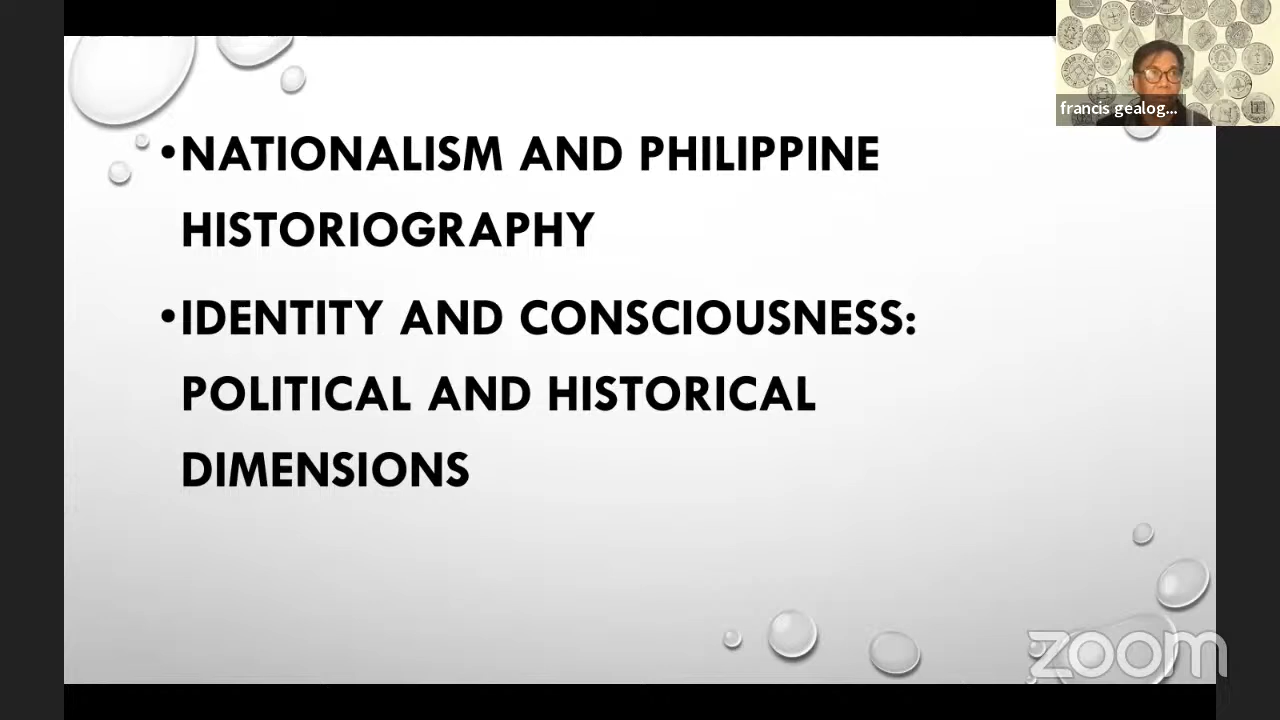 francis gealog...
•NATIONALISM AND PHILIPPINE
HISTORIOGRAPHY
•IDENTITY AND CONSCIOUSNESS:
POLITICAL AND HISTORICAL
DIMENSIONS
zoom